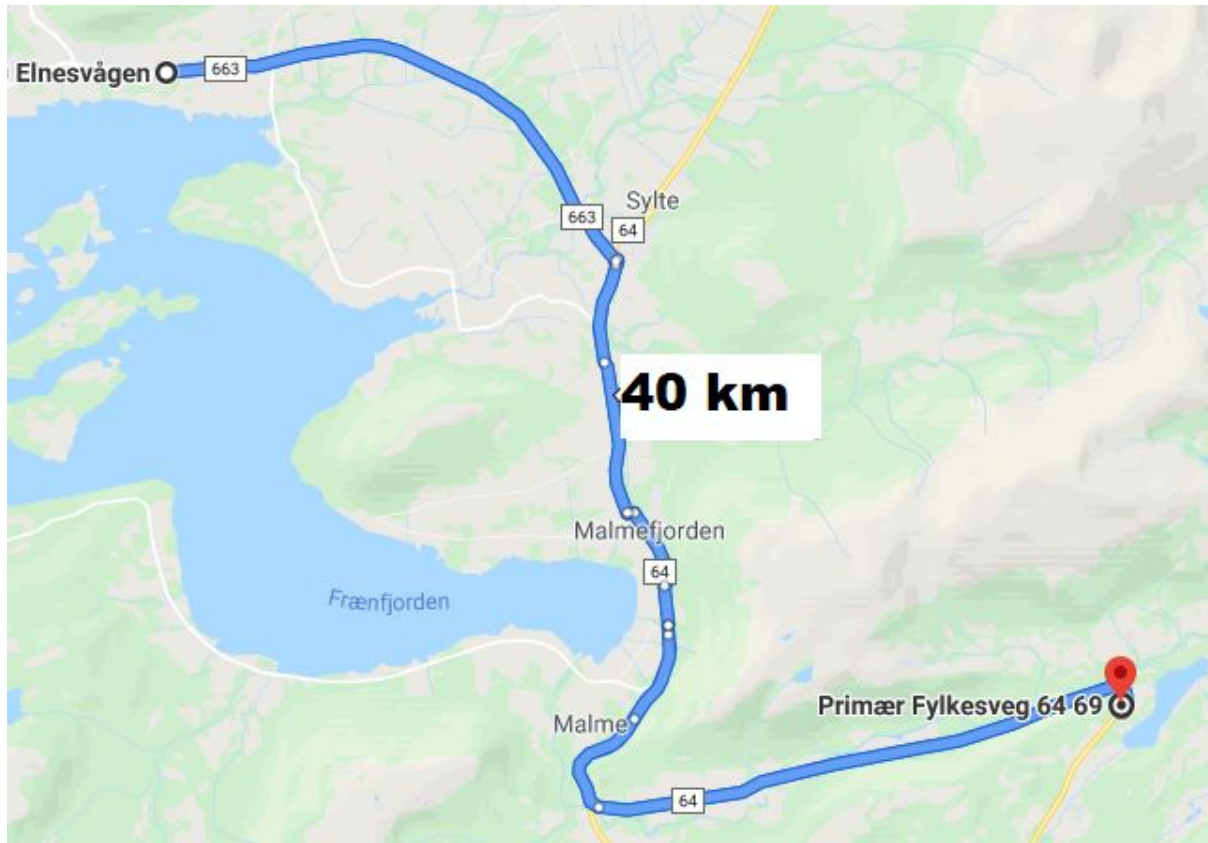 Elnesvågen
663
Sylte
663
64
40 km
Malmefjorden
64
Frænfjorden
Primær Fylkesveg 64 69
Malme
64